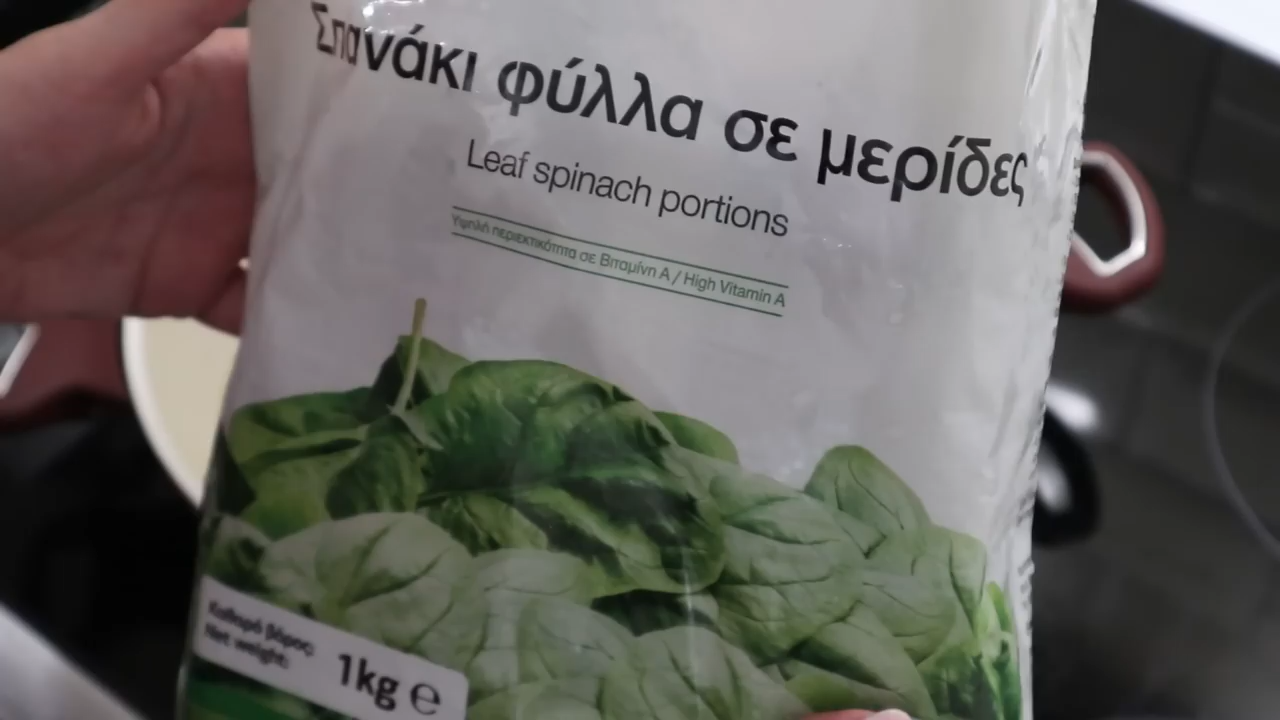 Σπανάκι φύλλα σε μερίδες
Leaf spinach portions
Υψηλή περιεκτικότητα σε Βιταμίνη Α / High Vitamin A
Καθαρό βάρος:
Net weight:
1kg ℮